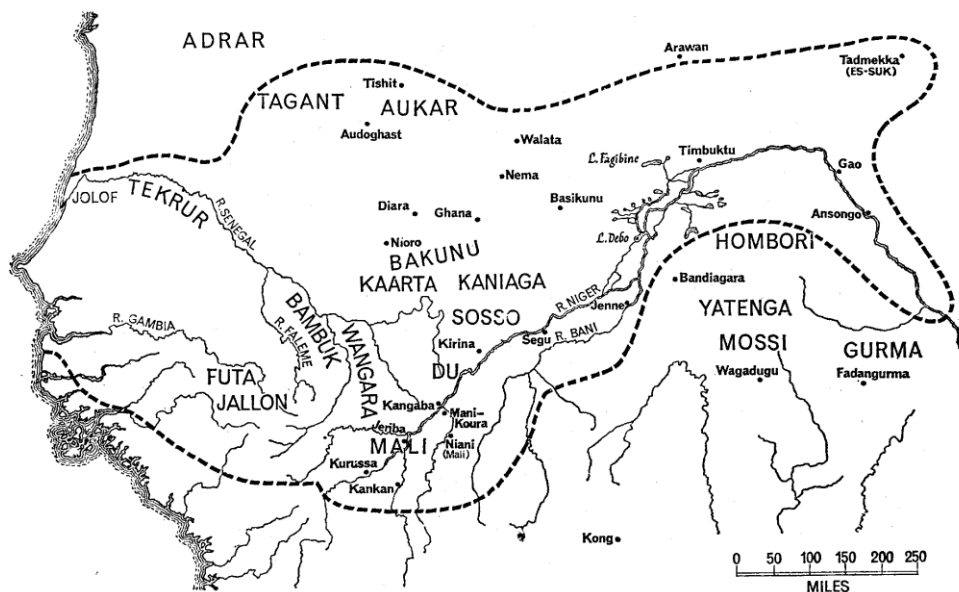 ADRAR
Arawan
Tadmekka
(ES-SUK)
Tishit
TAGANT
AUKAR
Audoghast
Walata
L. Fagibine
Timbuktu
Nema
Gao
JOLOF
TEKRUR
R. SENEGAL
Diara
Ghana
Basikunu
Ansongo
L. Debo
HOMBORI
Nioro
BAKUNU
KAARTA
KANIAGA
Bandiagara
R. NIGER
Jenne
YATENGA
BAMBUK
R. FALEME
WANGARA
R. GAMBIA
SOSSO
Segu
R. BANI
MOSSI
GURMA
Kirina
DU
FUTA
JALLON
Wagadugu
Fadangurma
Kangaba
Mani-
Koura
Jeriba
MALI
Niani
(Mali)
Kurussa
Kankan
Kong
0 50 100 150 200 250
MILES